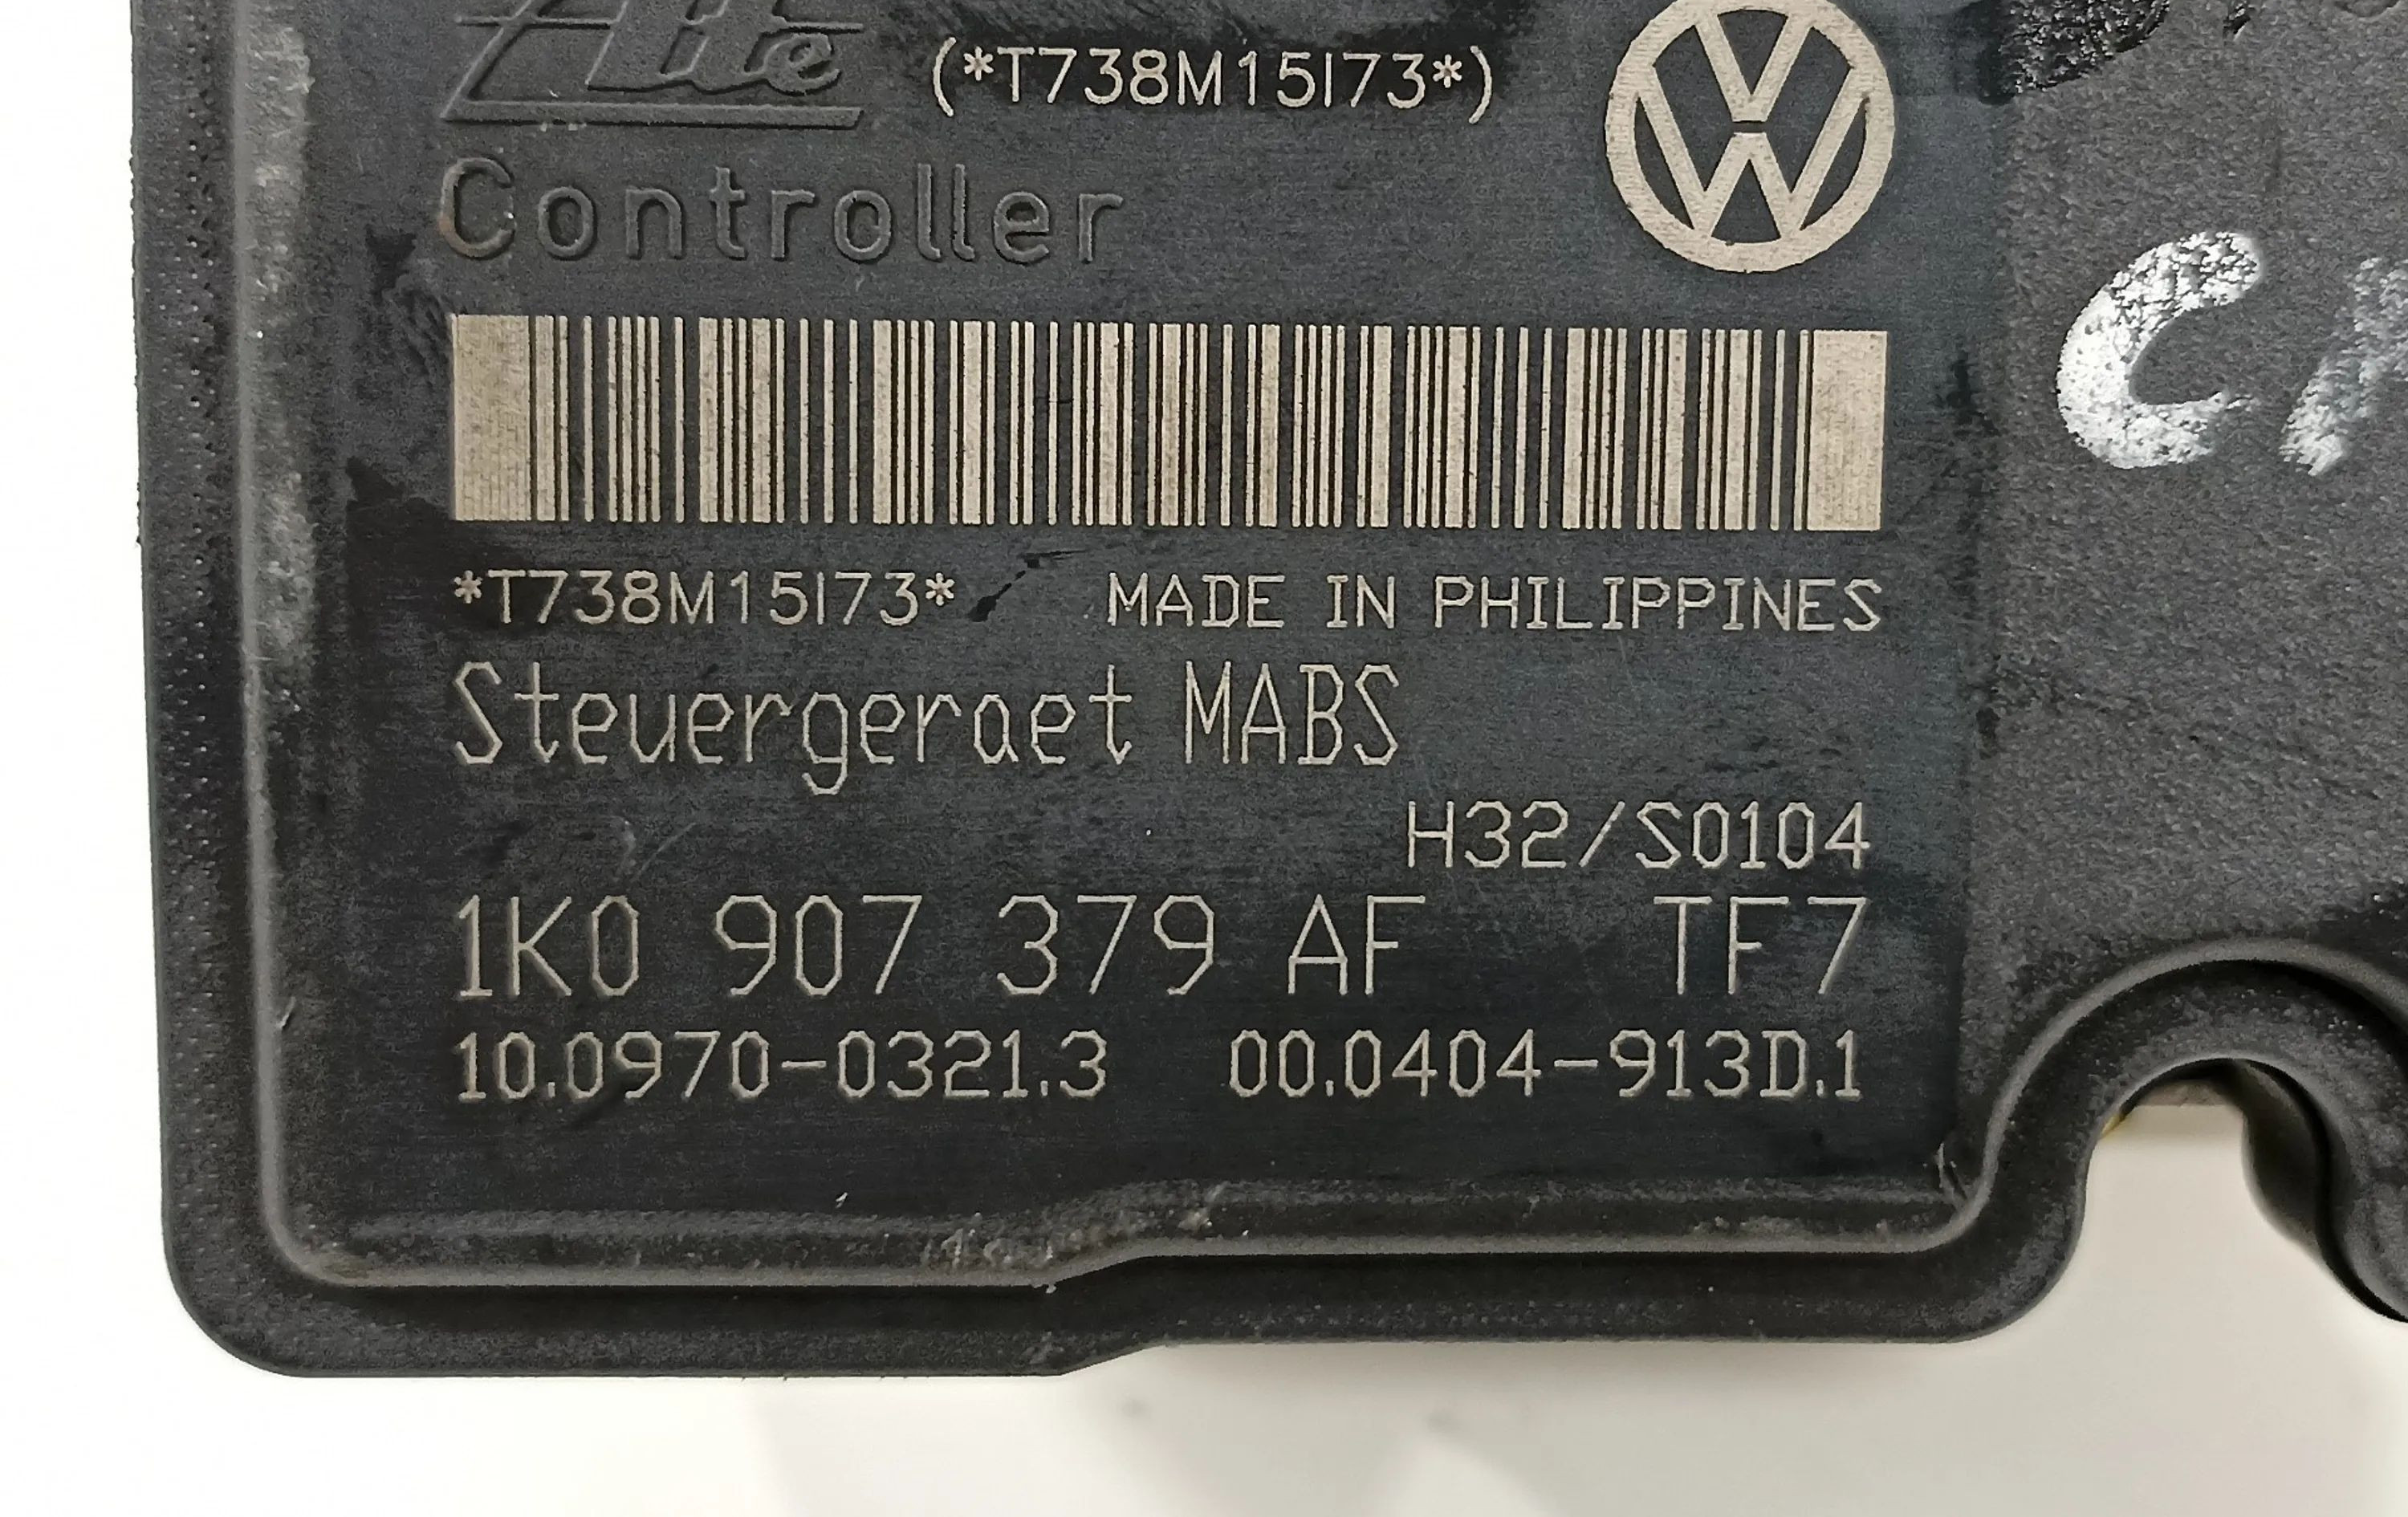 Ate (*T738M15I73*)
Controller
*T738M15I73* MADE IN PHILIPPINES
Steuergeraet MABS
H32/S0104
1K0 907 379 AF TF7
10.0970-0321.3 00.0404-913D.1